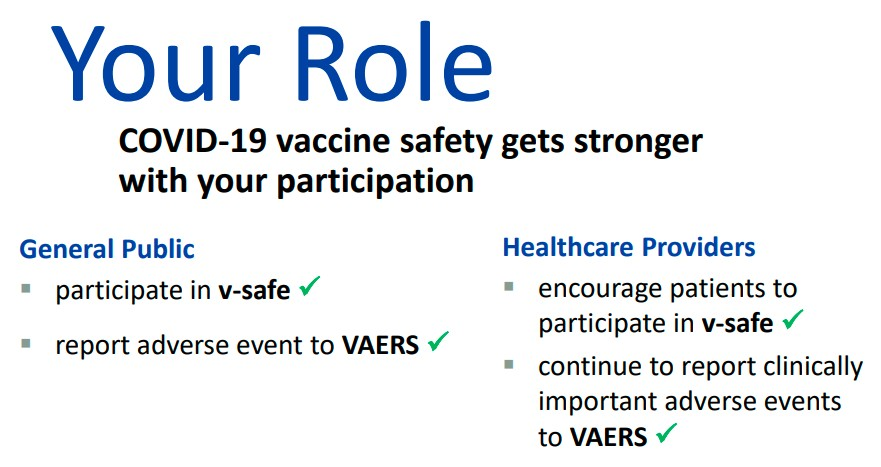 Your Role
COVID-19 vaccine safety gets stronger
with your participation
General Public
▪ participate in v-safe ✓
▪ report adverse event to VAERS ✓
Healthcare Providers
▪ encourage patients to
participate in v-safe ✓
▪ continue to report clinically
important adverse events
to VAERS ✓